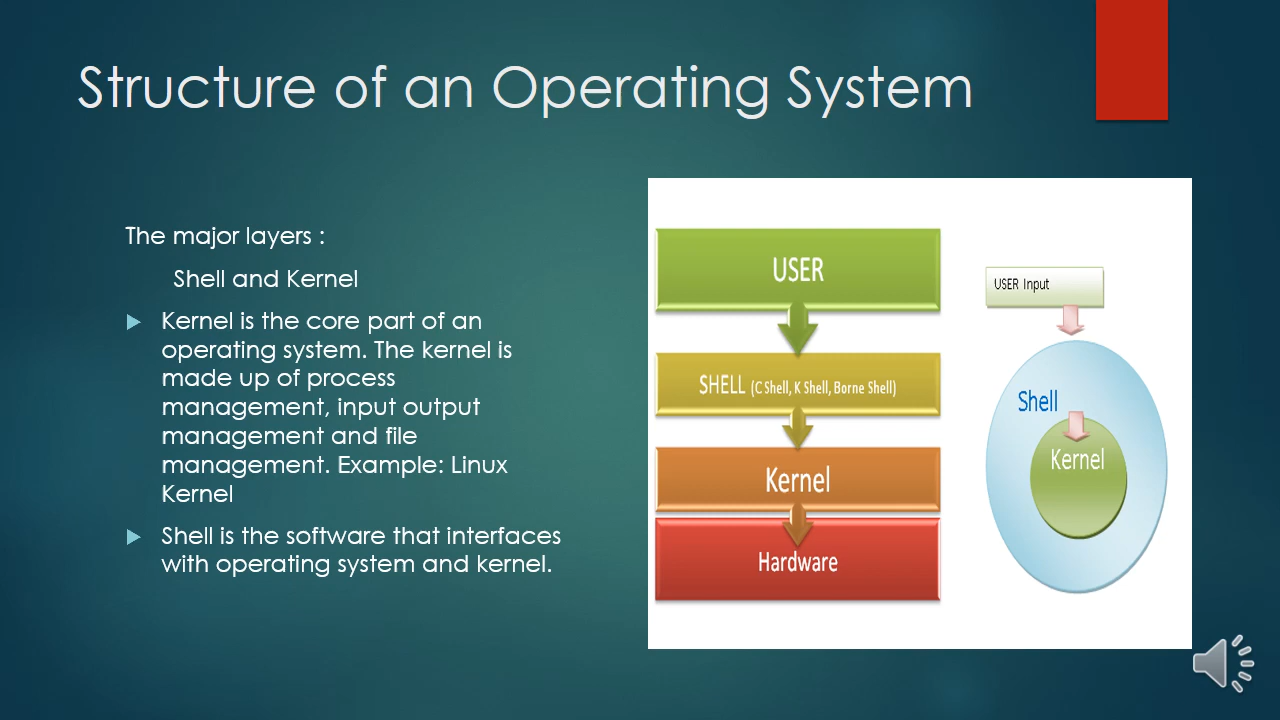 Structure of an Operating System
The major layers :
Shell and Kernel
Kernel is the core part of an
operating system. The kernel is
made up of process
management, input output
management and file
management. Example: Linux
Kernel
Shell is the software that interfaces
with operating system and kernel.
USER
SHELL (C Shell, K Shell, Borne Shell)
Kernel
Hardware
USER Input
Shell
Kernel